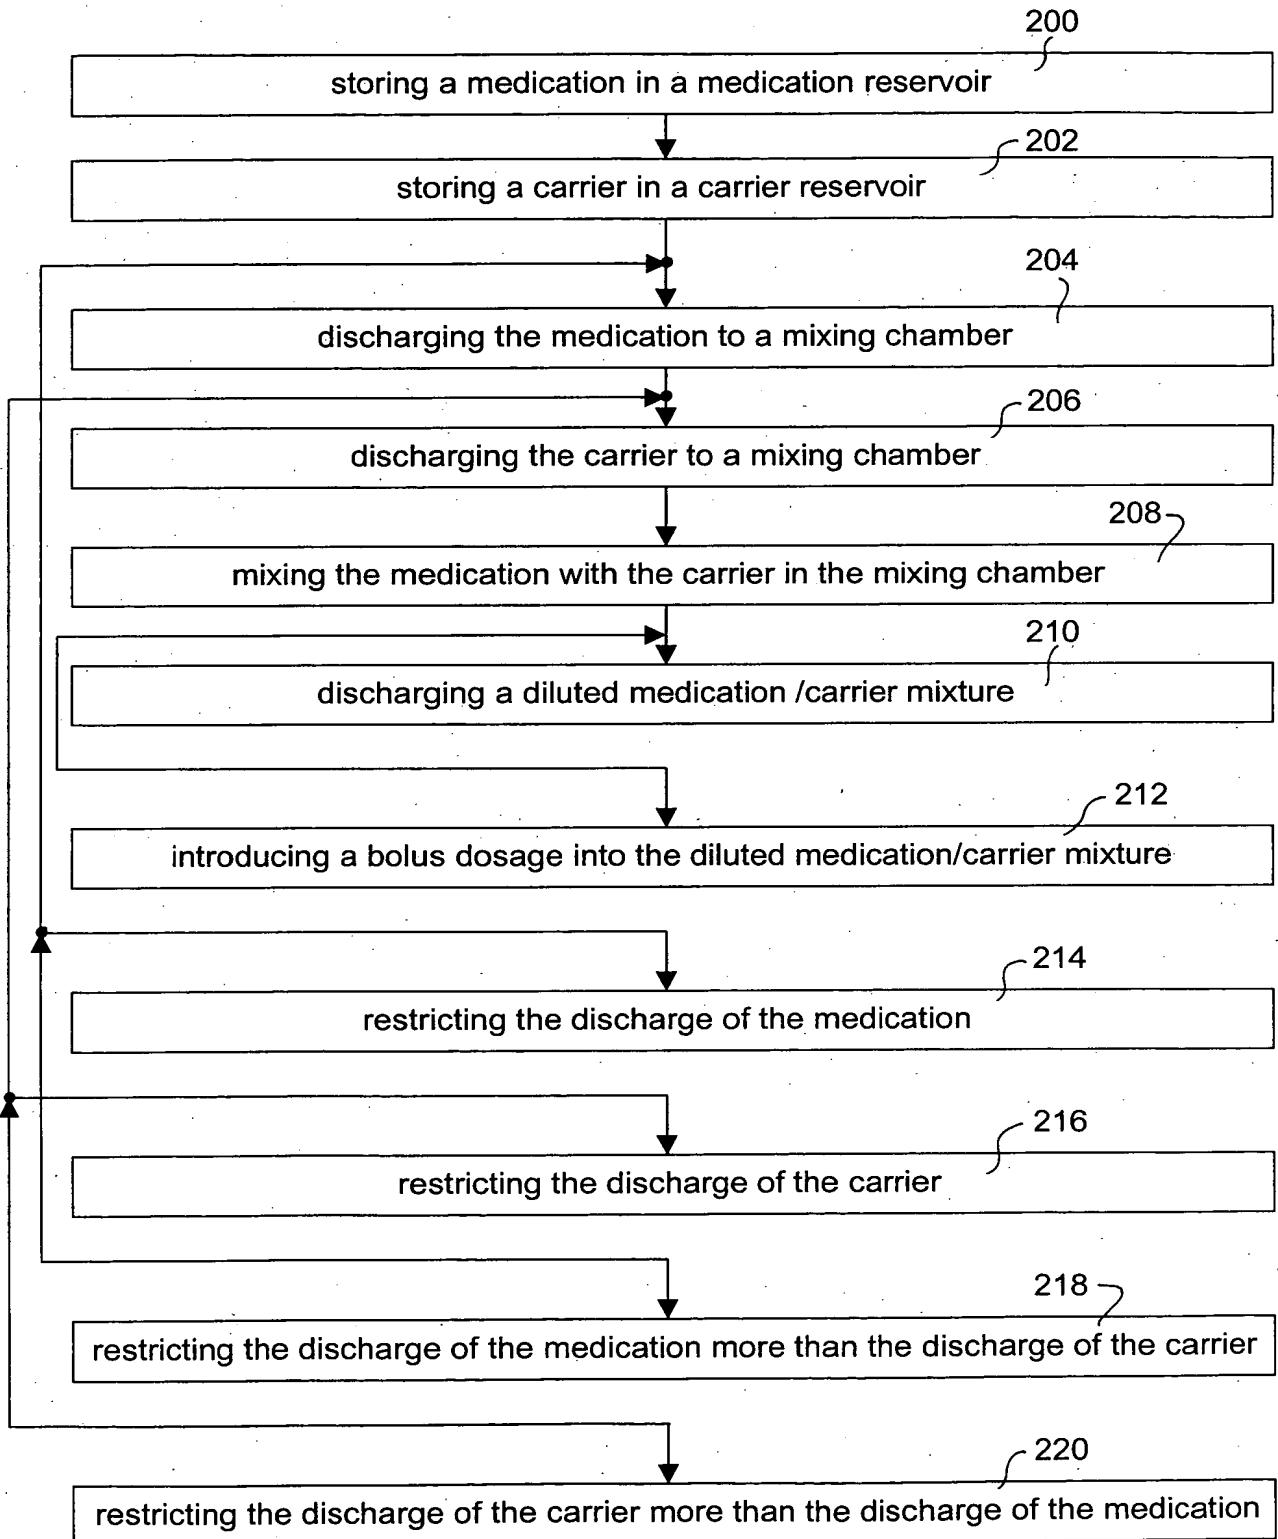 200
storing a medication in a medication reservoir
202
storing a carrier in a carrier reservoir
204
discharging the medication to a mixing chamber
206
discharging the carrier to a mixing chamber
208
mixing the medication with the carrier in the mixing chamber
210
discharging a diluted medication /carrier mixture
212
introducing a bolus dosage into the diluted medication/carrier mixture
214
restricting the discharge of the medication
216
restricting the discharge of the carrier
218
restricting the discharge of the medication more than the discharge of the carrier
220
restricting the discharge of the carrier more than the discharge of the medication